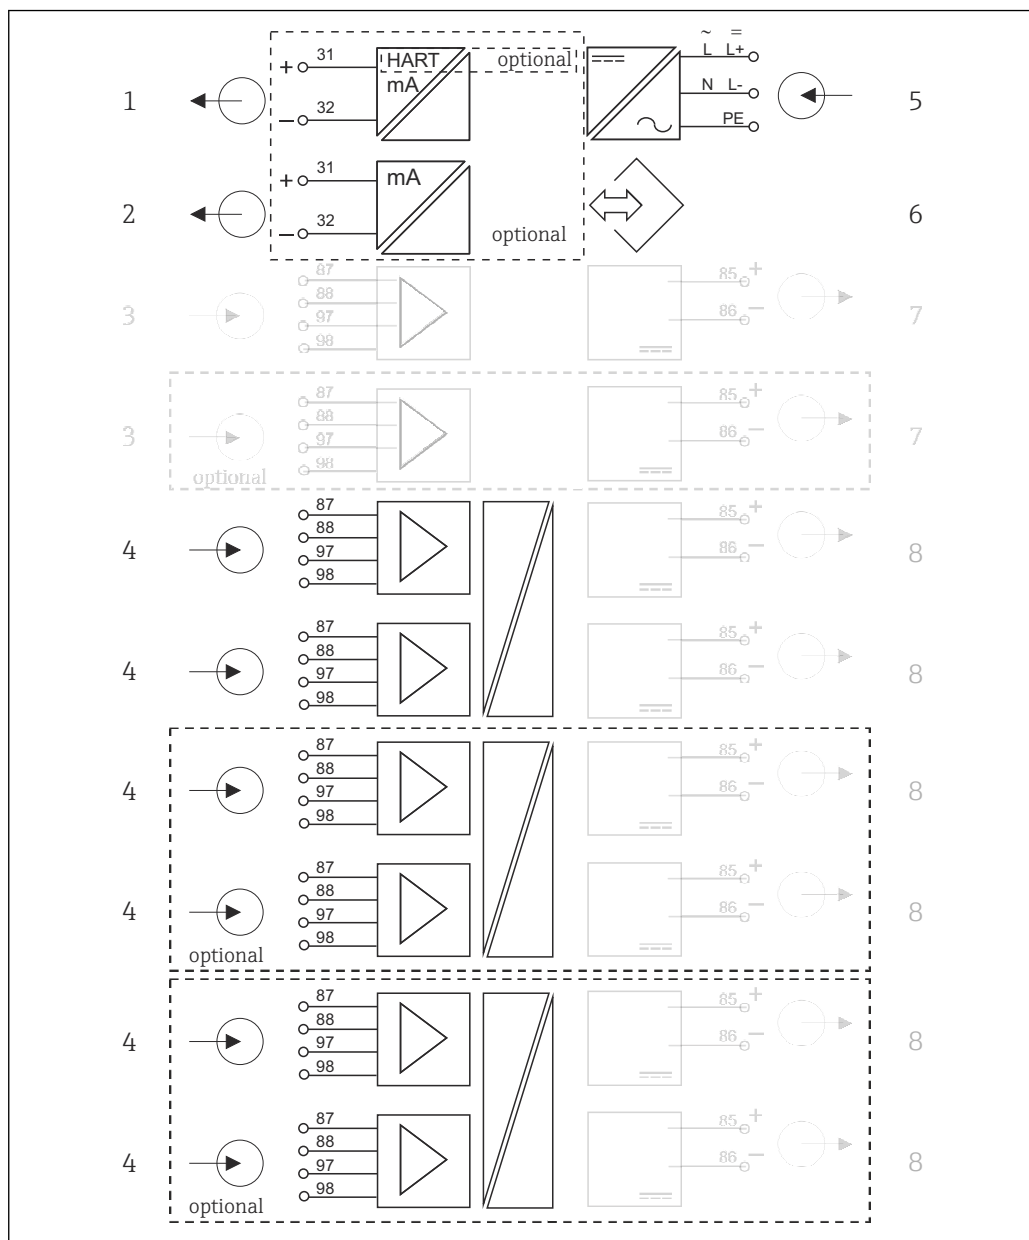 ~ =
+ 31 HART optional L L+
1 mA N L- 5
− 32 PE
+ 31 mA
2 6
− 32 optional
87 85 +
88
3 97 86 − 7
98
87 85 +
88
3 97 86 − 7
98
optional
87 85 +
88
4 97 86 − 8
98
87 85 +
88
4 97 86 − 8
98
87 85 +
88
4 97 86 − 8
98
87 85 +
88
4 97 86 − 8
98
optional
87 85 +
88
4 97 86 − 8
98
87 85 +
88
4 97 86 − 8
98
optional